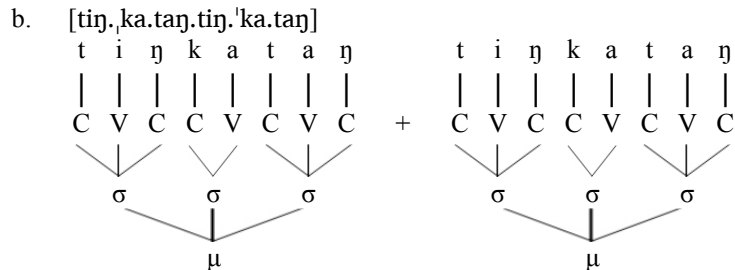 b. [tiŋ.ˌka.taŋ.tiŋ.ˈka.taŋ]
t i ŋ k a t a ŋ t i ŋ k a t a ŋ
C V C C V C V C + C V C C V C V C
σ σ σ σ σ σ
μ μ